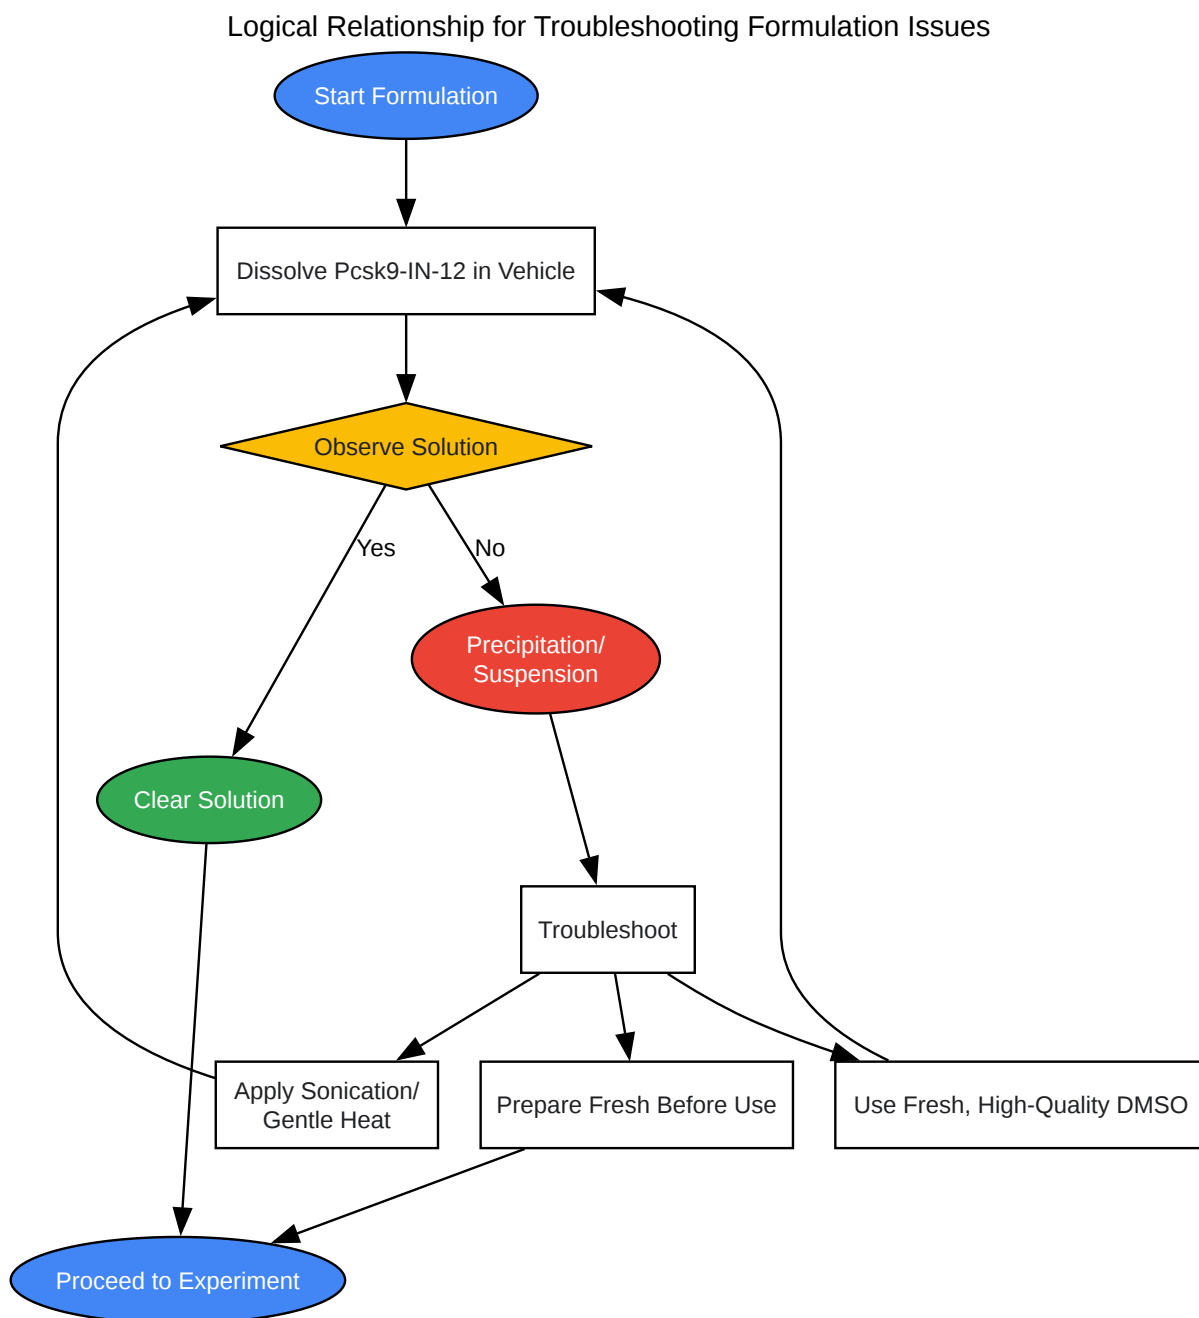 Logical Relationship for Troubleshooting Formulation Issues
Start Formulation
Dissolve Pcsk9-IN-12 in Vehicle
Observe Solution
Yes
No
Precipitation/
Suspension
Clear Solution
Troubleshoot
Apply Sonication/
Gentle Heat
Prepare Fresh Before Use
Use Fresh, High-Quality DMSO
Proceed to Experiment